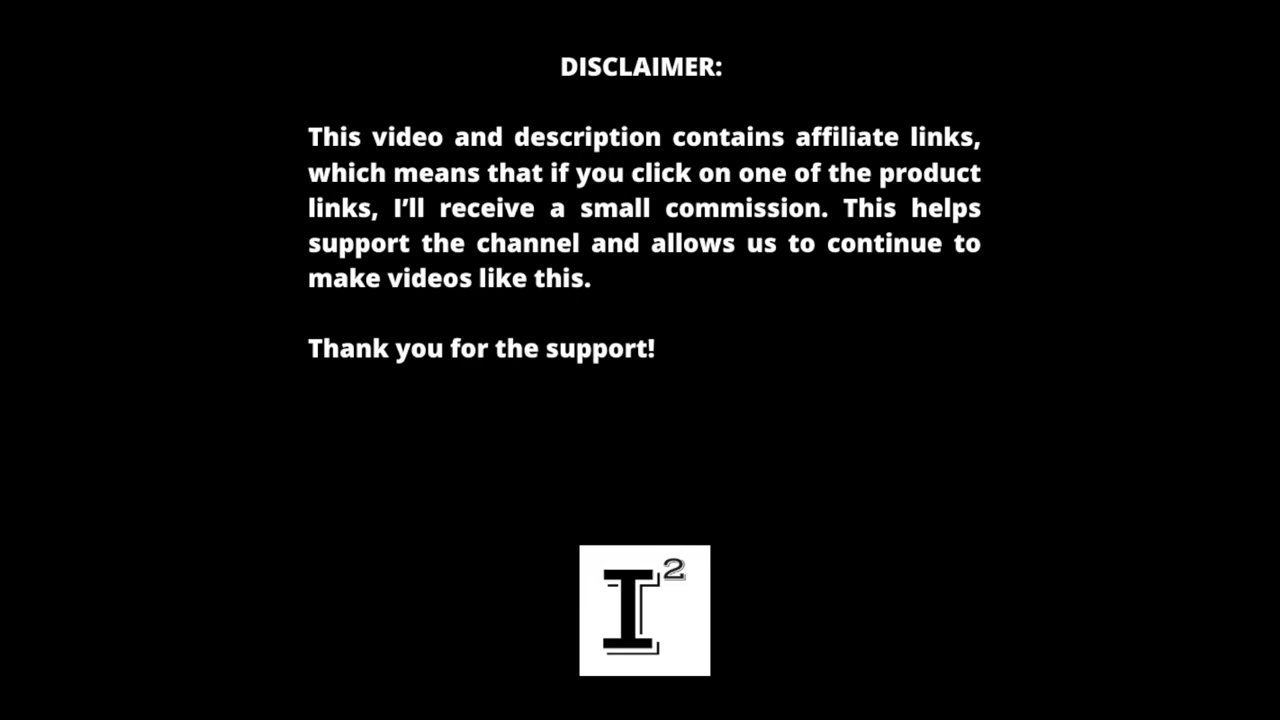 DISCLAIMER:
This video and description contains affiliate links,
which means that if you click on one of the product
links, I’ll receive a small commission. This helps
support the channel and allows us to continue to
make videos like this.
Thank you for the support!
I²